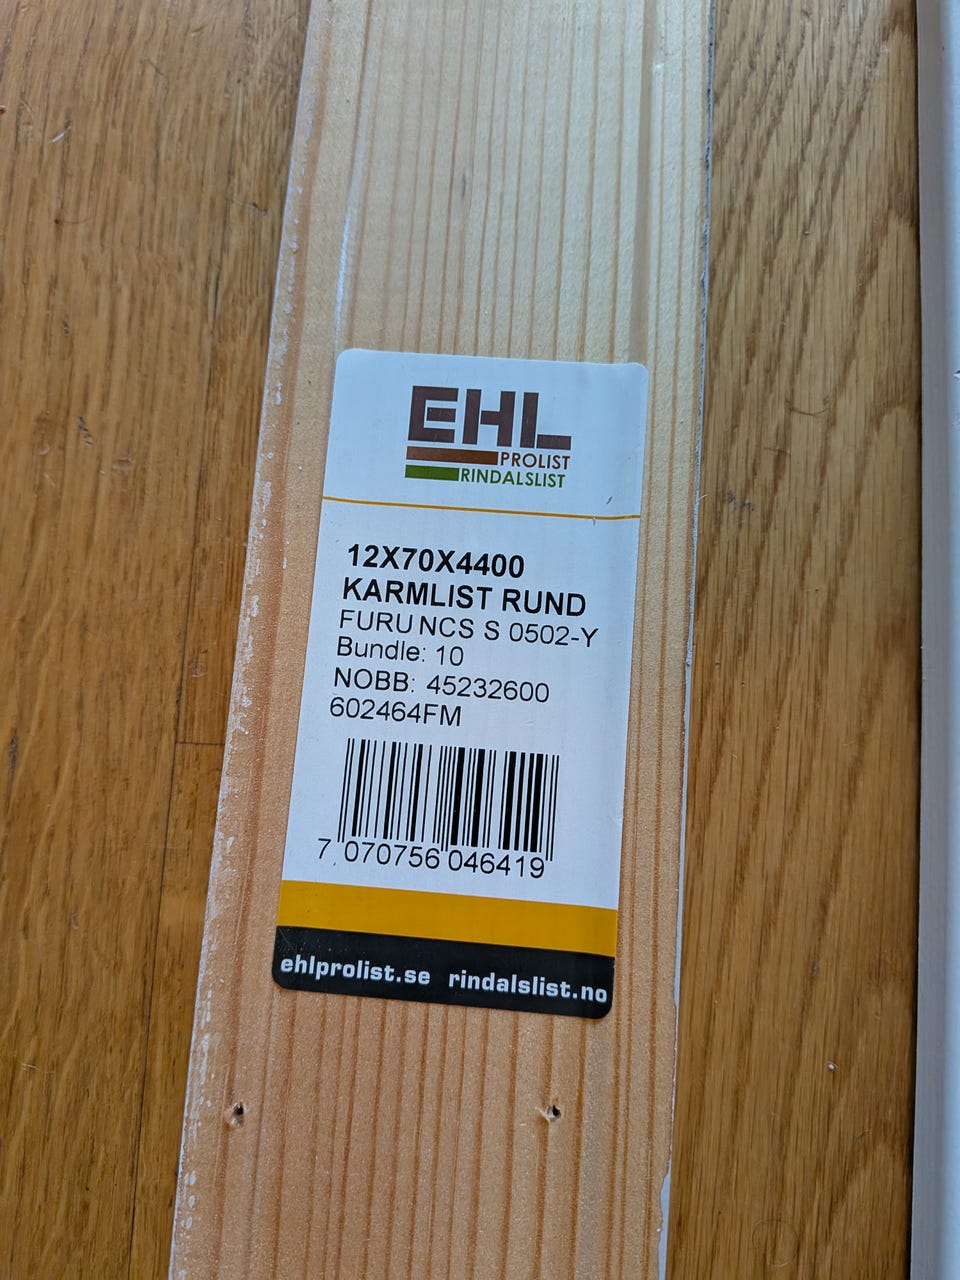 EHL
PROLIST
RINDALSLIST
12X70X4400
KARMLIST RUND
FURU NCS S 0502-Y
Bundle: 10
NOBB: 45232600
602464FM
7 070756 046419
ehlprolist.se rindalslist.no